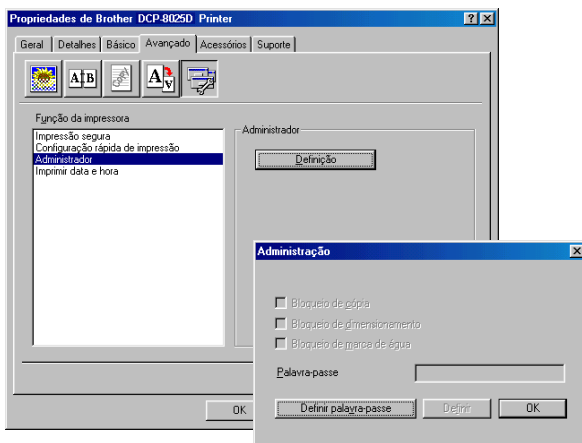 Propriedades de Brother DCP-8025D Printer
Geral Detalhes Básico Avançado Acessórios Suporte
Função da impressora
Impressão segura
Configuração rápida de impressão
Administrador
Imprimir data e hora
Administrador
Definição
OK
Administração
Bloqueio de cópia
Bloqueio de dimensionamento
Bloqueio de marca de água
Palavra-passe
Definir palavra-passe Definir OK